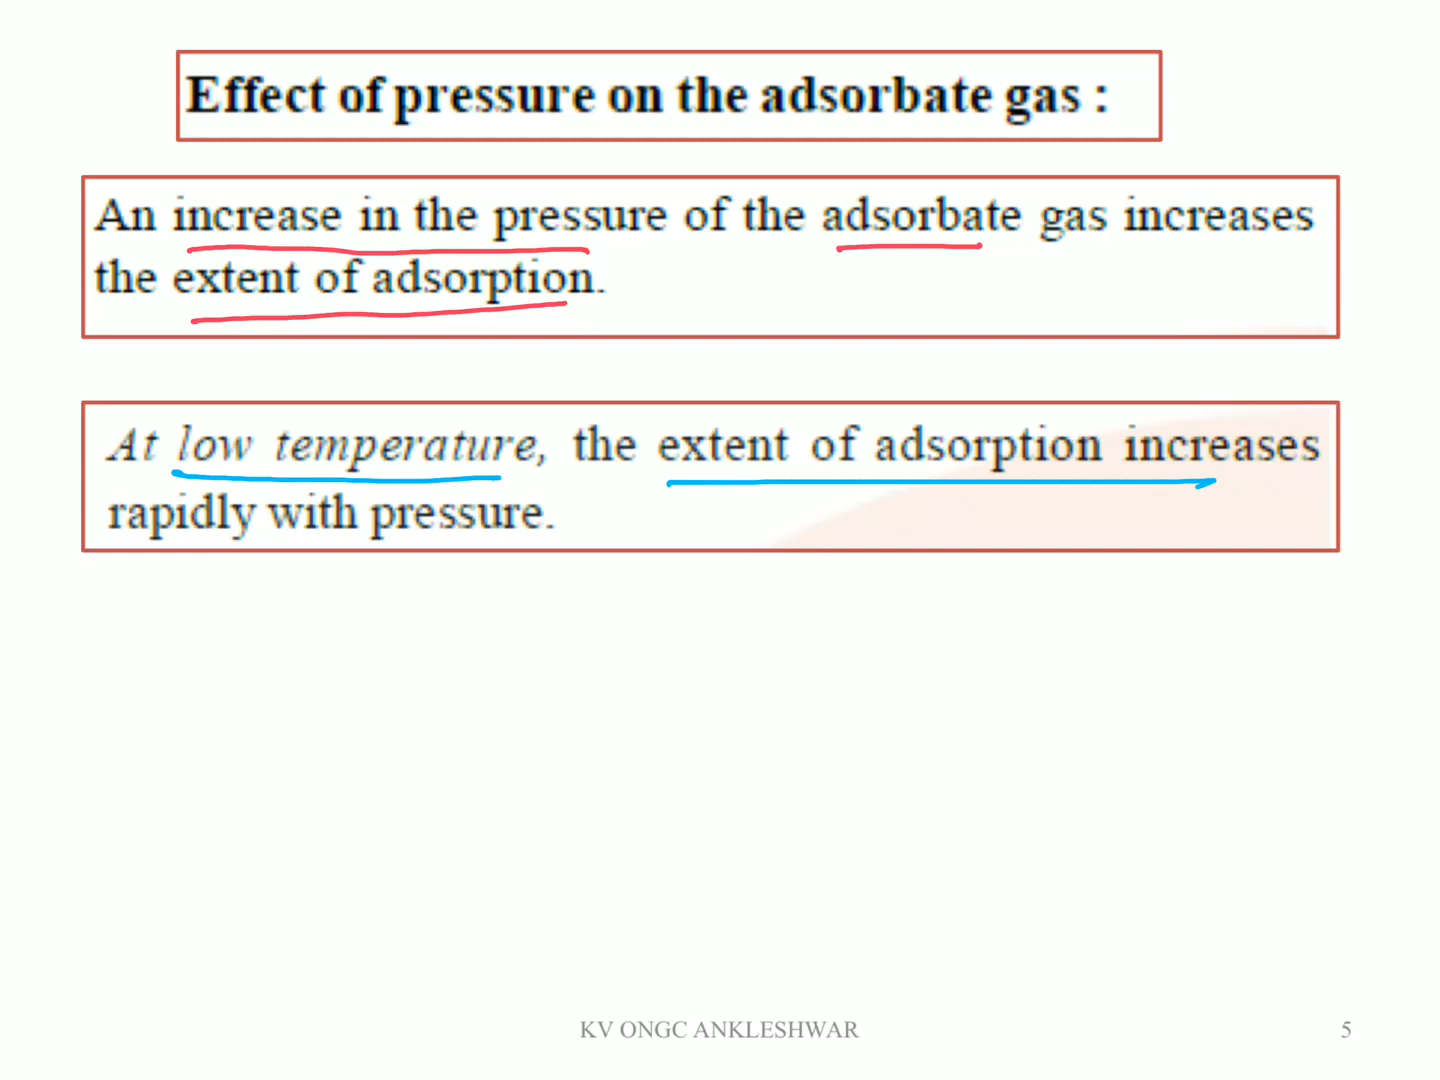 Effect of pressure on the adsorbate gas :
An increase in the pressure of the adsorbate gas increases
the extent of adsorption.
At low temperature, the extent of adsorption increases
rapidly with pressure.
KV ONGC ANKLESHWAR
5